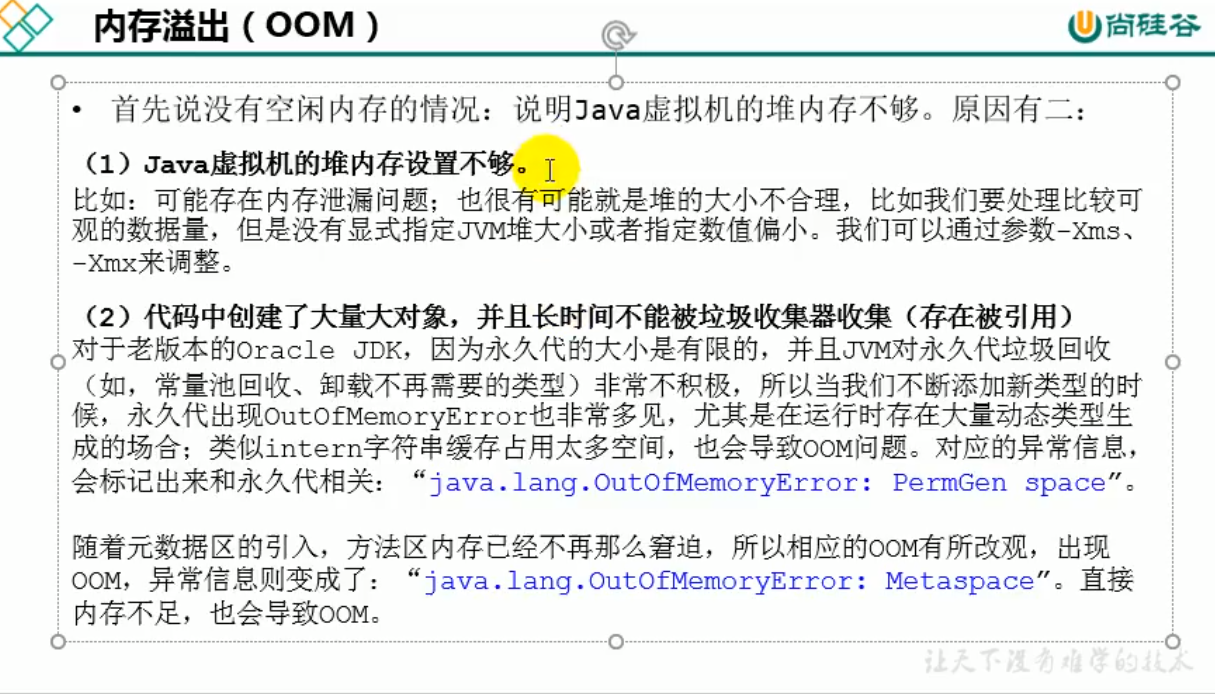 内存溢出（OOM）
尚硅谷
• 首先说没有空闲内存的情况：说明Java虚拟机的堆内存不够。原因有二：
（1）Java虚拟机的堆内存设置不够。
比如：可能存在内存泄漏问题；也很有可能就是堆的大小不合理，比如我们要处理比较可
观的数据量，但是没有显式指定JVM堆大小或者指定数值偏小。我们可以通过参数-Xms、
-Xmx来调整。
（2）代码中创建了大量大对象，并且长时间不能被垃圾收集器收集（存在被引用）
对于老版本的Oracle JDK，因为永久代的大小是有限的，并且JVM对永久代垃圾回收
（如，常量池回收、卸载不再需要的类型）非常不积极，所以当我们不断添加新类型的时
候，永久代出现OutOfMemoryError也非常多见，尤其是在运行时存在大量动态类型生
成的场合；类似intern字符串缓存占用太多空间，也会导致OOM问题。对应的异常信息，
会标记出来和永久代相关：“java.lang.OutOfMemoryError: PermGen space”。
随着元数据区的引入，方法区内存已经不再那么窘迫，所以相应的OOM有所改观，出现
OOM，异常信息则变成了：“java.lang.OutOfMemoryError: Metaspace”。直接
内存不足，也会导致OOM。
让天下没有难学的技术